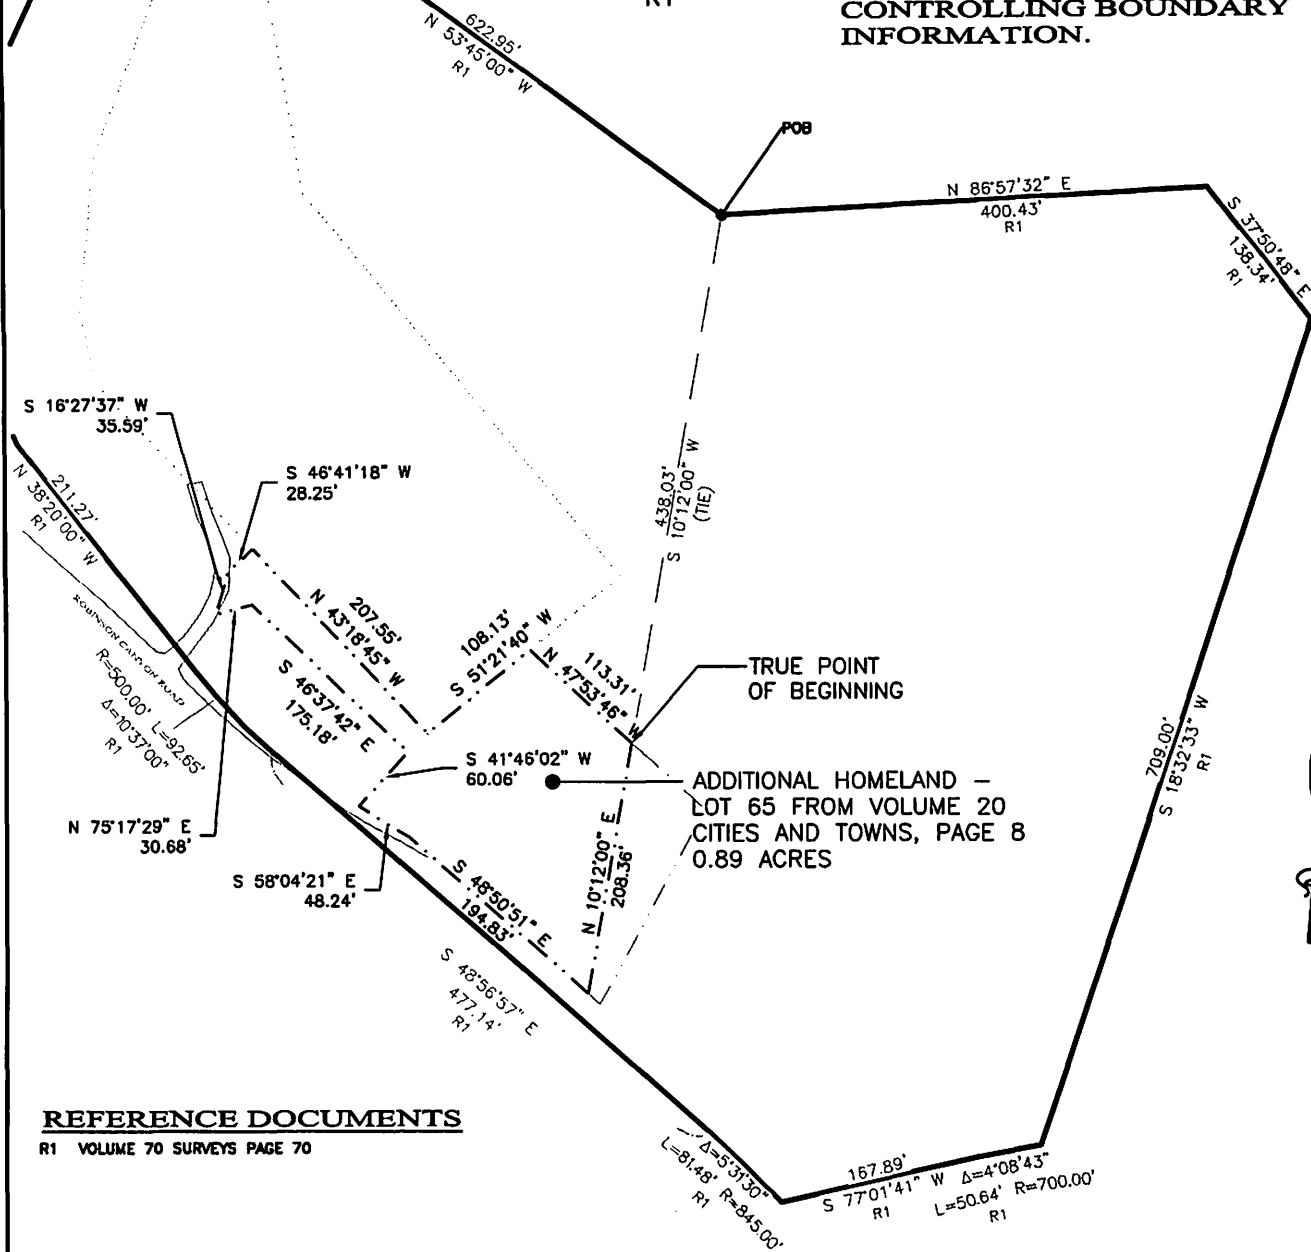 R1
CONTROLLING BOUNDARY
INFORMATION.
622.95'
N 53°45'00" W
R1
POB
N 86°57'32" E
400.43'
R1
S 37°50'48" E
138.34'
R1
S 16°27'37" W
35.59'
S 46°41'18" W
28.25'
438.03'
S 10°12'00" W
(TIE)
211.27'
N 38°20'00" W
R1
ROBINSON CANYON ROAD
R=500.00' L=92.65'
Δ=10°37'00"
R1
207.55'
N 43°18'45" W
108.13'
S 51°21'40" W
113.31'
N 47°53'46" W
TRUE POINT
OF BEGINNING
S 46°37'42" E
175.18'
S 41°46'02" W
60.06'
ADDITIONAL HOMELAND –
LOT 65 FROM VOLUME 20
CITIES AND TOWNS, PAGE 8
0.89 ACRES
709.00'
S 18°32'33" W
R1
N 75°17'29" E
30.68'
S 58°04'21" E
48.24'
S 48°50'51" E
194.83'
N 10°12'00" E
208.36'
S 48°56'57" E
477.14'
R1
REFERENCE DOCUMENTS
R1 VOLUME 70 SURVEYS PAGE 70
Δ=5°31'30"
L=81.48' R=845.00'
R1
167.89'
S 77°01'41" W
R1
Δ=4°08'43"
L=50.64' R=700.00'
R1